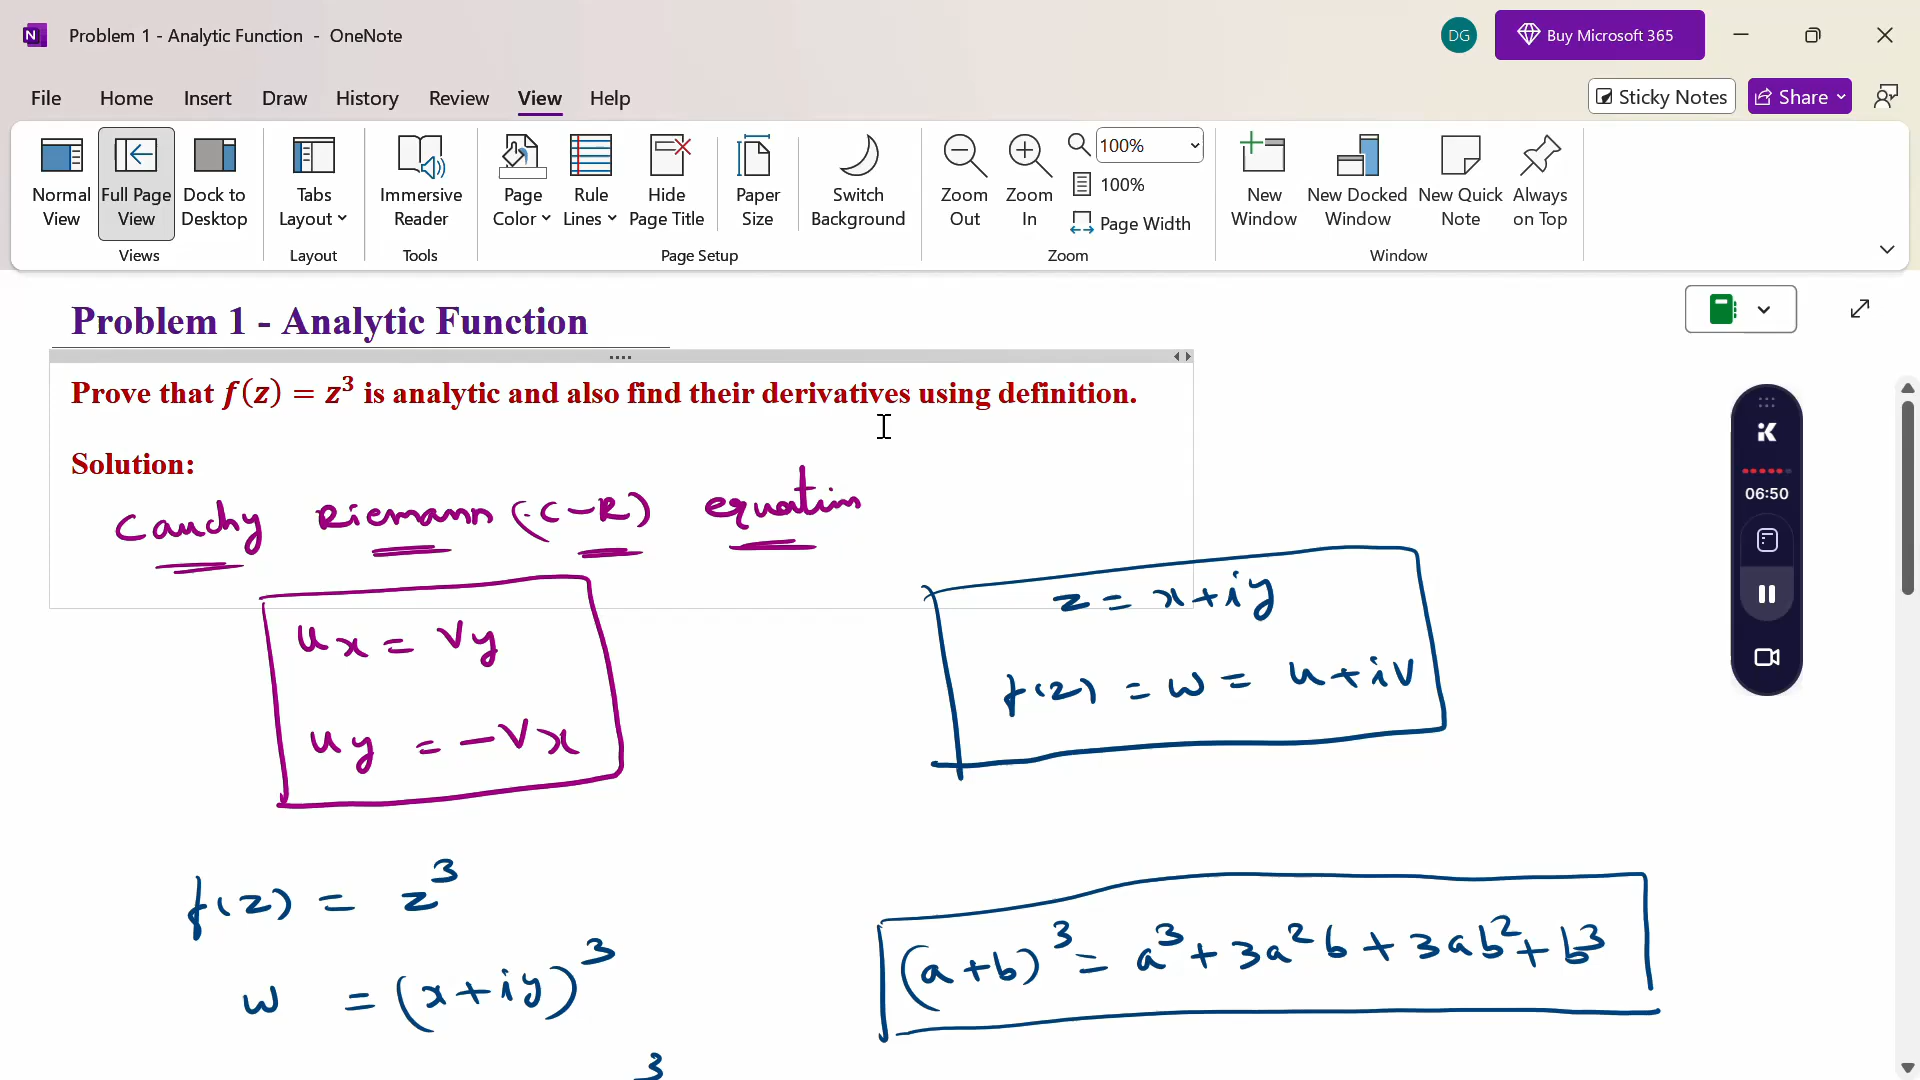 Problem 1 - Analytic Function - OneNote
DG
Buy Microsoft 365
File Home Insert Draw History Review View Help
Sticky Notes
Share
Normal View
Full Page View
Dock to Desktop
Views
Tabs Layout
Layout
Immersive Reader
Tools
Page Color
Rule Lines
Hide Page Title
Paper Size
Page Setup
Switch Background
Zoom Out
Zoom In
100%
100%
Page Width
Zoom
New Window
New Docked Window
New Quick Note
Always on Top
Window
Problem 1 - Analytic Function
Prove that f(z) = z³ is analytic and also find their derivatives using definition.
Solution:
Cauchy Riemann (C-R) equation
ux = vy
uy = -vx
z = x+iy
f(z) = w = u+iv
f(z) = z³
w = (x+iy)³
(a+b)³ = a³+3a²b+3ab²+b³
3
06:50